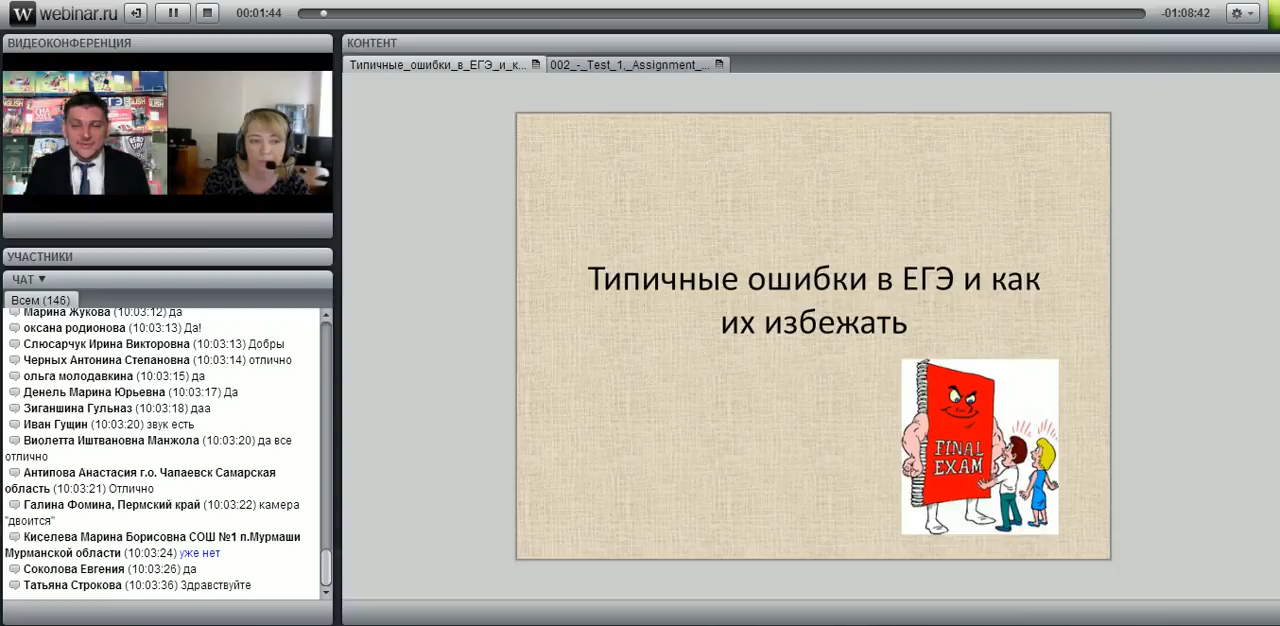 webinar.ru
00:01:44
-01:08:42
ВИДЕОКОНФЕРЕНЦИЯ
КОНТЕНТ
Типичные_ошибки_в_ЕГЭ_и_к...
002_-_Test_1,_Assignment_...
УЧАСТНИКИ
ЧАТ
Всем (146)
Марина Жукова (10:03:12) да
оксана родионова (10:03:13) Да!
Слюсарчук Ирина Викторовна (10:03:13) Добры
Черных Антонина Степановна (10:03:14) отлично
ольга молодавкина (10:03:15) да
Денель Марина Юрьевна (10:03:17) Да
Зиганшина Гульназ (10:03:18) даа
Иван Гущин (10:03:20) звук есть
Виолетта Иштвановна Манжола (10:03:20) да все
отлично
Антипова Анастасия г.о. Чапаевск Самарская
область (10:03:21) Отлично
Галина Фомина, Пермский край (10:03:22) камера
"двоится"
Киселева Марина Борисовна СОШ №1 п.Мурмаши
Мурманской области (10:03:24) уже нет
Соколова Евгения (10:03:26) да
Татьяна Строкова (10:03:36) Здравствуйте
Типичные ошибки в ЕГЭ и как
их избежать
FINAL
EXAM